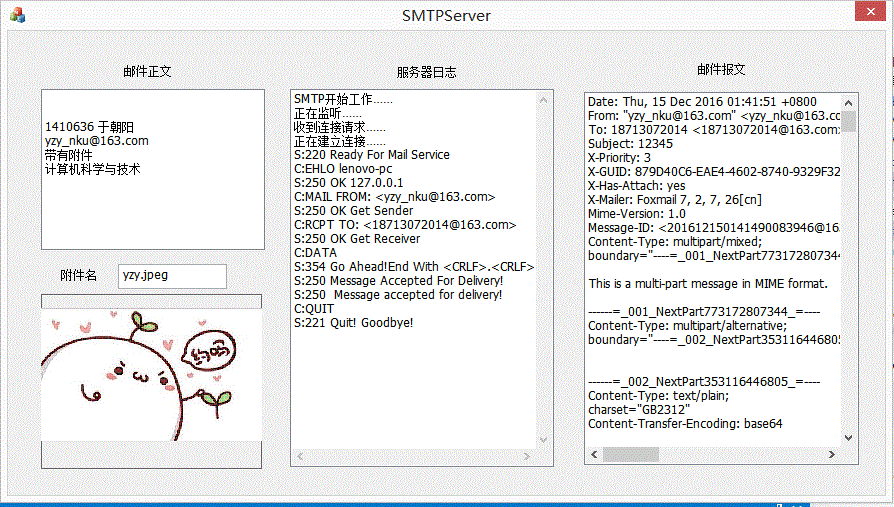 SMTPServer
邮件正文
1410636 于朝阳
yzy_nku@163.com
带有附件
计算机科学与技术
附件名
yzy.jpeg
约吗
服务器日志
SMTP开始工作......
正在监听......
收到连接请求......
正在建立连接......
S:220 Ready For Mail Service
C:EHLO lenovo-pc
S:250 OK 127.0.0.1
C:MAIL FROM: <yzy_nku@163.com>
S:250 OK Get Sender
C:RCPT TO: <18713072014@163.com>
S:250 OK Get Receiver
C:DATA
S:354 Go Ahead!End With <CRLF>.<CRLF>
S:250 Message Accepted For Delivery!
S:250  Message accepted for delivery!
C:QUIT
S:221 Quit! Goodbye!
邮件报文
Date: Thu, 15 Dec 2016 01:41:51 +0800
From: "yzy_nku@163.com" <yzy_nku@163.cc
To: 18713072014 <18713072014@163.com>
Subject: 12345
X-Priority: 3
X-GUID: 879D40C6-EAE4-4602-8740-9329F32
X-Has-Attach: yes
X-Mailer: Foxmail 7, 2, 7, 26[cn]
Mime-Version: 1.0
Message-ID: <201612150141490083946@16
Content-Type: multipart/mixed;
boundary="----=_001_NextPart773172807344
This is a multi-part message in MIME format.
------=_001_NextPart773172807344_=----
Content-Type: multipart/alternative;
boundary="----=_002_NextPart353116446805
------=_002_NextPart353116446805_=----
Content-Type: text/plain;
charset="GB2312"
Content-Transfer-Encoding: base64